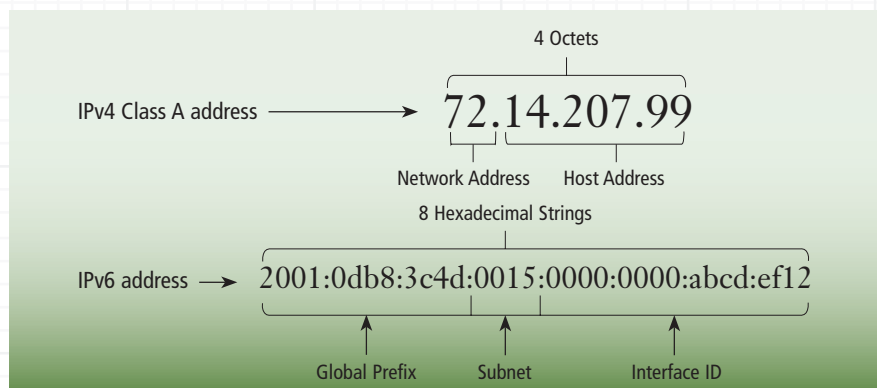 4 Octets
IPv4 Class A address
72.14.207.99
Network Address
Host Address
8 Hexadecimal Strings
IPv6 address
2001:0db8:3c4d:0015:0000:0000:abcd:ef12
Global Prefix
Subnet
Interface ID